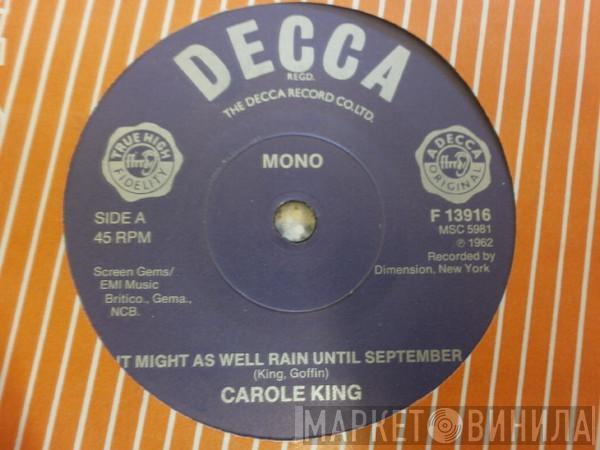 DECCA
REGD.
THE DECCA RECORD CO. LTD.
TRUE HIGH FIDELITY
ffrr
MONO
A DECCA ORIGINAL
ffrr
SIDE A
45 RPM
F 13916
MSC 5981
℗ 1962
Recorded by
Dimension, New York
Screen Gems/
EMI Music
Britico., Gema.,
NCB.
IT MIGHT AS WELL RAIN UNTIL SEPTEMBER
(King, Goffin)
CAROLE KING
МАРКЕТ ВИНИЛА